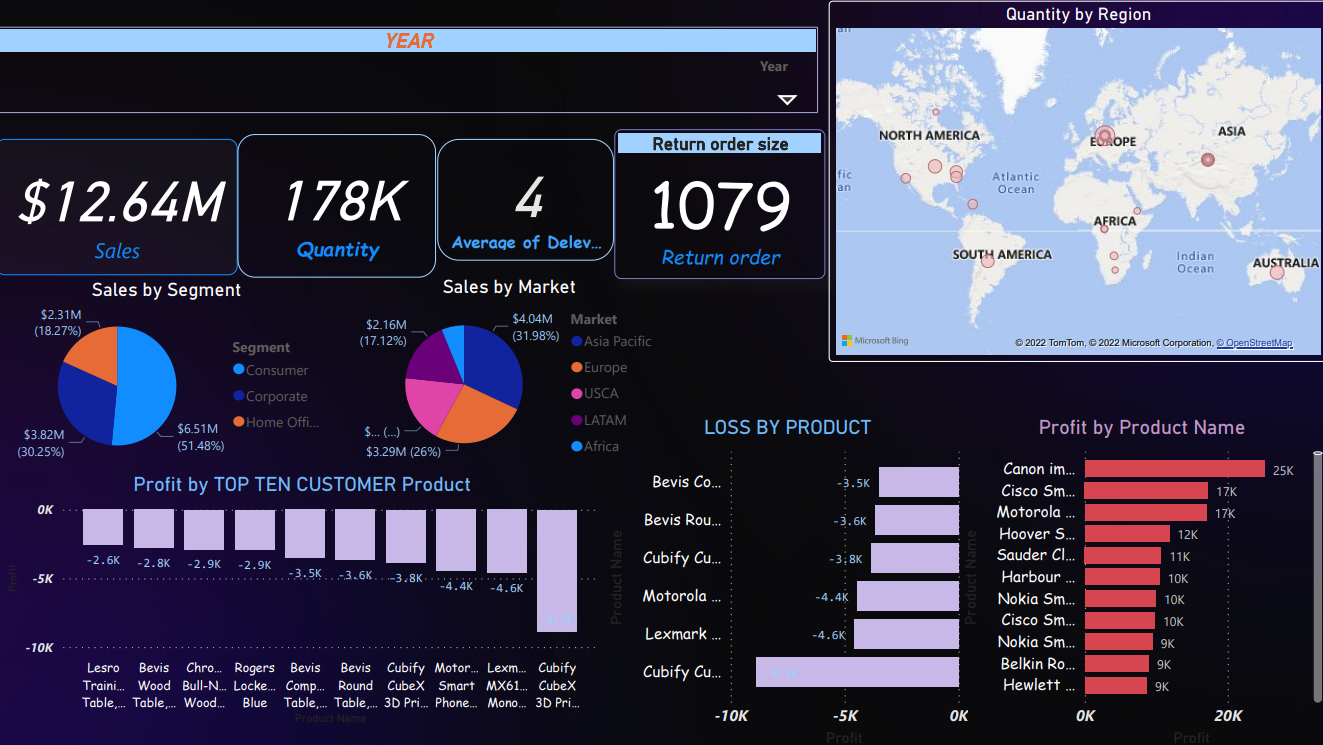 YEAR
Year
$12.64M
Sales
178K
Quantity
4
Average of Delev...
Return order size
1079
Return order
Quantity by Region
NORTH AMERICA
EUROPE
ASIA
Atlantic
Ocean
AFRICA
SOUTH AMERICA
Indian
Ocean
AUSTRALIA
Microsoft Bing
© 2022 TomTom, © 2022 Microsoft Corporation, © OpenStreetMap
Sales by Segment
$2.31M
(18.27%)
$3.82M
(30.25%)
$6.51M
(51.48%)
Segment
Consumer
Corporate
Home Offi...
Sales by Market
$2.16M
(17.12%)
$4.04M
(31.98%)
$... (...)
$3.29M (26%)
Market
Asia Pacific
Europe
USCA
LATAM
Africa
Profit by TOP TEN CUSTOMER Product
Profit
0K
-5K
-10K
-2.6K
-2.8K
-2.9K
-2.9K
-3.5K
-3.6K
-3.8K
-4.4K
-4.6K
Lesro Traini... Table,...
Bevis Wood Table,...
Chro... Bull-N... Wood...
Rogers Locke... Blue
Bevis Comp... Table,...
Bevis Round Table,...
Cubify CubeX 3D Pri...
Motor... Smart Phone...
Lexm... MX61... Mono...
Cubify CubeX 3D Pri...
Product Name
LOSS BY PRODUCT
Product Name
Bevis Co... -3.5K
Bevis Rou... -3.6K
Cubify Cu... -3.8K
Motorola ... -4.4K
Lexmark ... -4.6K
Cubify Cu...
-10K -5K 0K
Profit
Profit by Product Name
Product Name
Canon im... 25K
Cisco Sm... 17K
Motorola ... 17K
Hoover S... 12K
Sauder Cl... 11K
Harbour ... 10K
Nokia Sm... 10K
Cisco Sm... 10K
Nokia Sm... 9K
Belkin Ro... 9K
Hewlett ... 9K
0K 20K
Profit